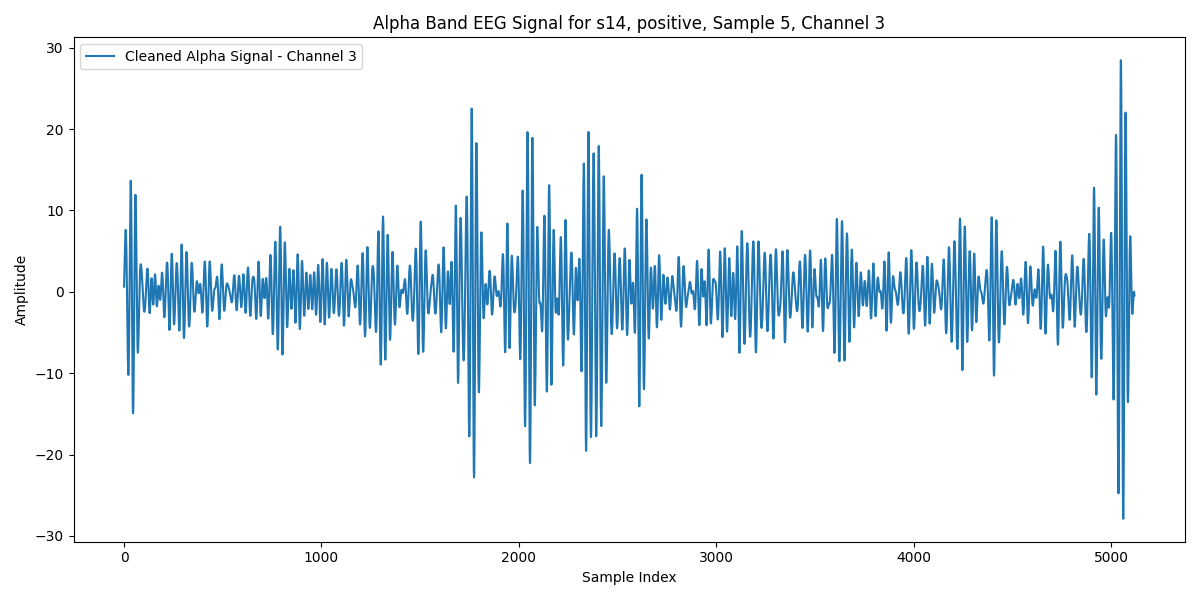 Alpha Band EEG Signal for s14, positive, Sample 5, Channel 3
Cleaned Alpha Signal - Channel 3
30
20
10
0
−10
−20
−30
Amplitude
0 1000 2000 3000 4000 5000
Sample Index